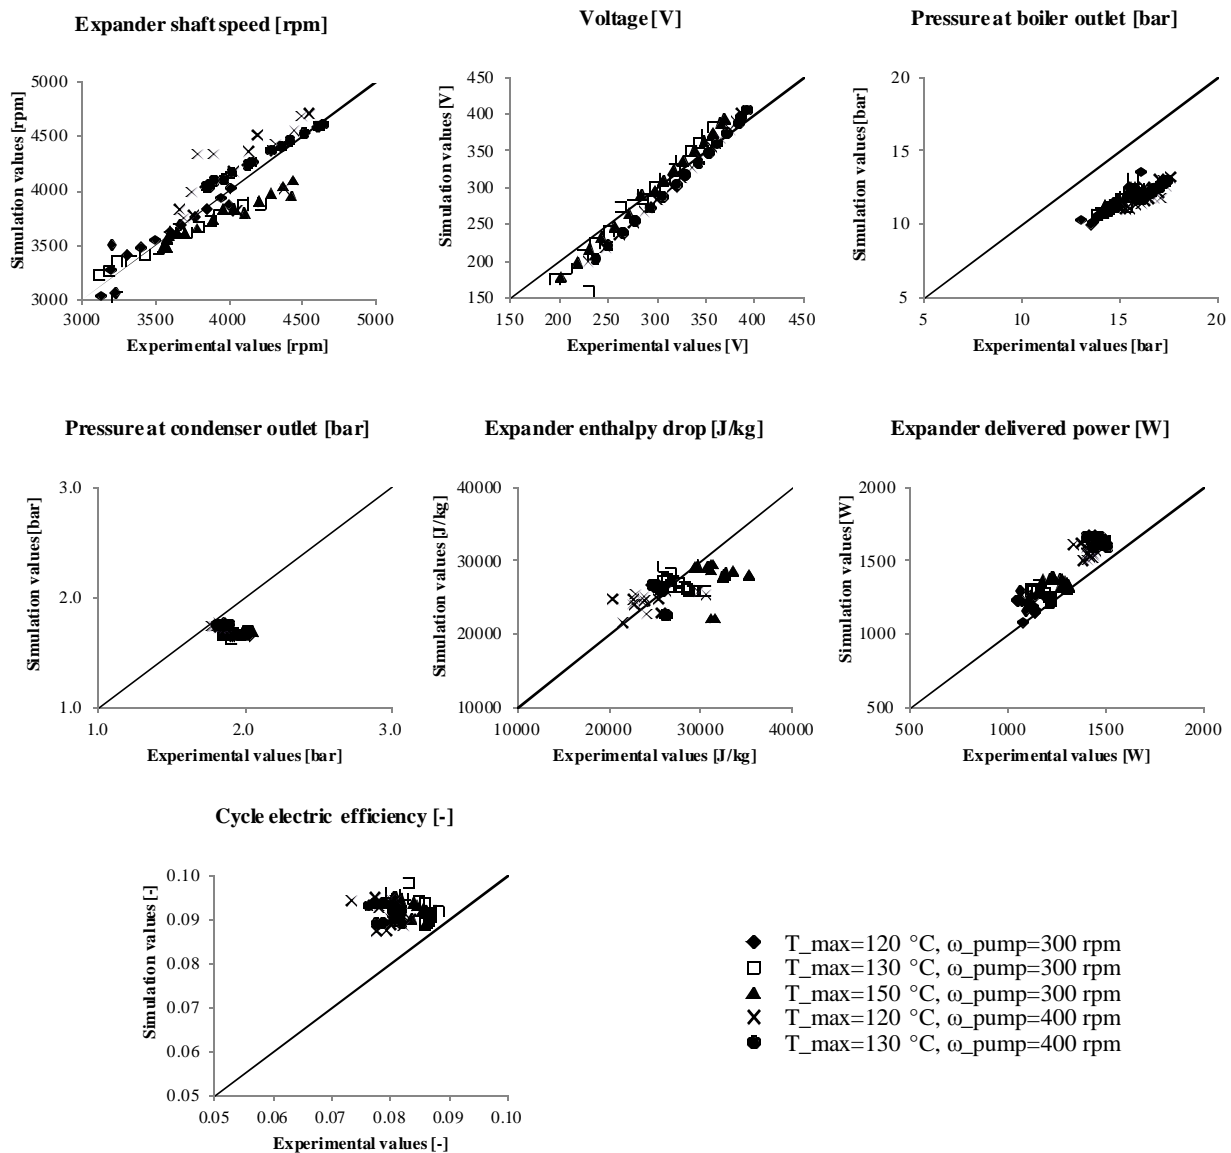 Expander shaft speed [rpm]
Voltage [V]
Pressure at boiler outlet [bar]
Simulation values [rpm]
5000
4500
4000
3500
3000
3000 3500 4000 4500 5000
Experimental values [rpm]
Simulation values [V]
450
400
350
300
250
200
150
150 200 250 300 350 400 450
Experimental values [V]
Simulation values [bar]
20
15
10
5
5 10 15 20
Experimental values [bar]
Pressure at condenser outlet [bar]
Expander enthalpy drop [J/kg]
Expander delivered power [W]
Simulation values [bar]
3.0
2.0
1.0
1.0 2.0 3.0
Experimental values [bar]
Simulation values [J/kg]
40000
30000
20000
10000
10000 20000 30000 40000
Experimental values [J/kg]
Simulation values [W]
2000
1500
1000
500
500 1000 1500 2000
Experimental values [W]
Cycle electric efficiency [-]
Simulation values [-]
0.10
0.09
0.08
0.07
0.06
0.05
0.05 0.06 0.07 0.08 0.09 0.10
Experimental values [-]
T_max=120 °C, ω_pump=300 rpm
T_max=130 °C, ω_pump=300 rpm
T_max=150 °C, ω_pump=300 rpm
T_max=120 °C, ω_pump=400 rpm
T_max=130 °C, ω_pump=400 rpm